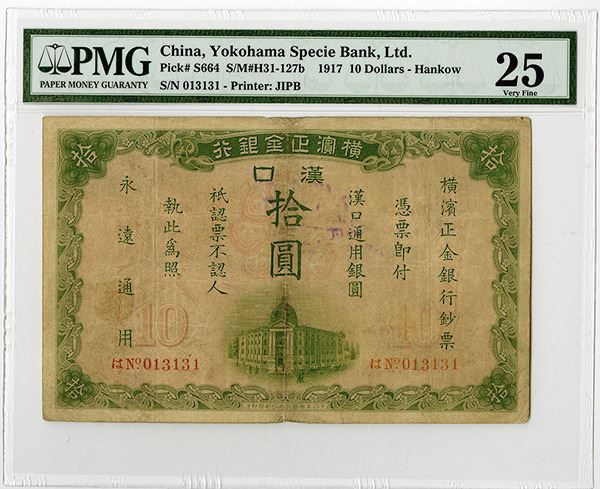 PMG
PAPER MONEY GUARANTY
China, Yokohama Specie Bank, Ltd.
Pick# S664 S/M#H31-127b 1917 10 Dollars - Hankow
S/N 013131 - Printer: JIPB
25
Very Fine
拾
行銀金正濱橫
拾
口漢
拾圓
橫濱正金銀行鈔票
憑票即付
漢口通用銀圓
祇認票不認人
執此為照
永遠通用
10
10
はNo013131
はNo013131
拾
拾